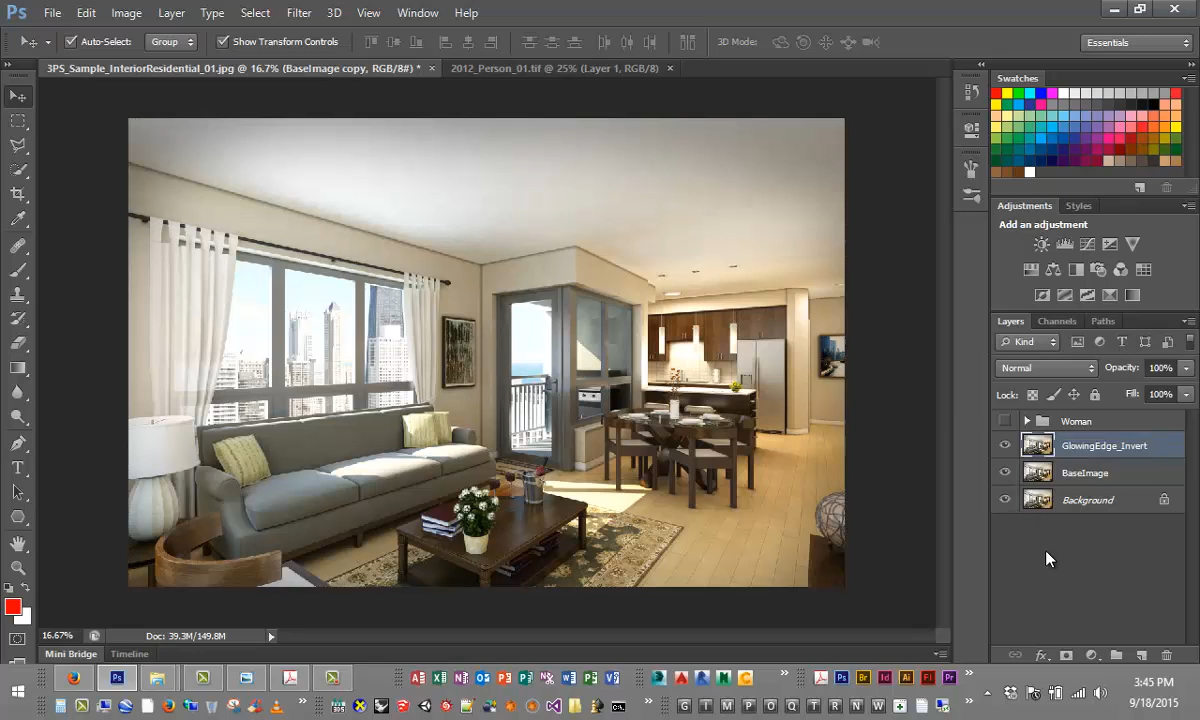 Ps File Edit Image Layer Type Select Filter 3D View Window Help
Auto-Select: Group Show Transform Controls 3D Mode: Essentials
3PS_Sample_InteriorResidential_01.jpg @ 16.7% (BaseImage copy, RGB/8#) * × 2012_Person_01.tif @ 25% (Layer 1, RGB/8) ×
Swatches
Adjustments Styles
Add an adjustment
Layers Channels Paths
Kind
Normal Opacity: 100%
Lock: Fill: 100%
Woman
GlowingEdge_Invert
BaseImage
Background
16.67% Doc: 39.3M/149.8M
Mini Bridge Timeline
3:45 PM
9/18/2015